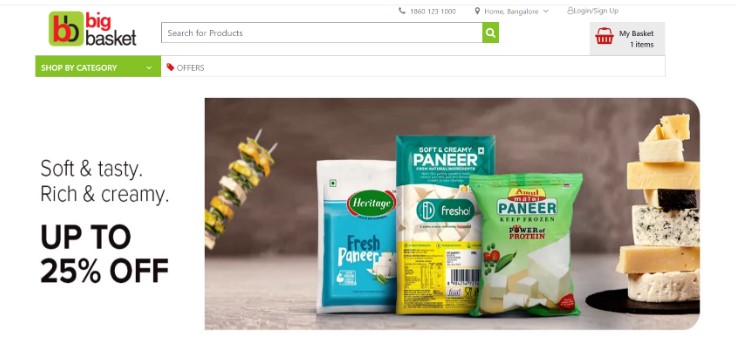 1860 123 1000
Home, Bangalore
Login/Sign Up
bb big
basket
Search for Products
My Basket
1 items
SHOP BY CATEGORY
OFFERS
Soft & tasty.
Rich & creamy.
UP TO
25% OFF
Heritage
Fresh
Paneer
SOFT & CREAMY
PANEER
fresho!
Amul
malai
PANEER
KEEP FROZEN
POWER of
PROTEIN